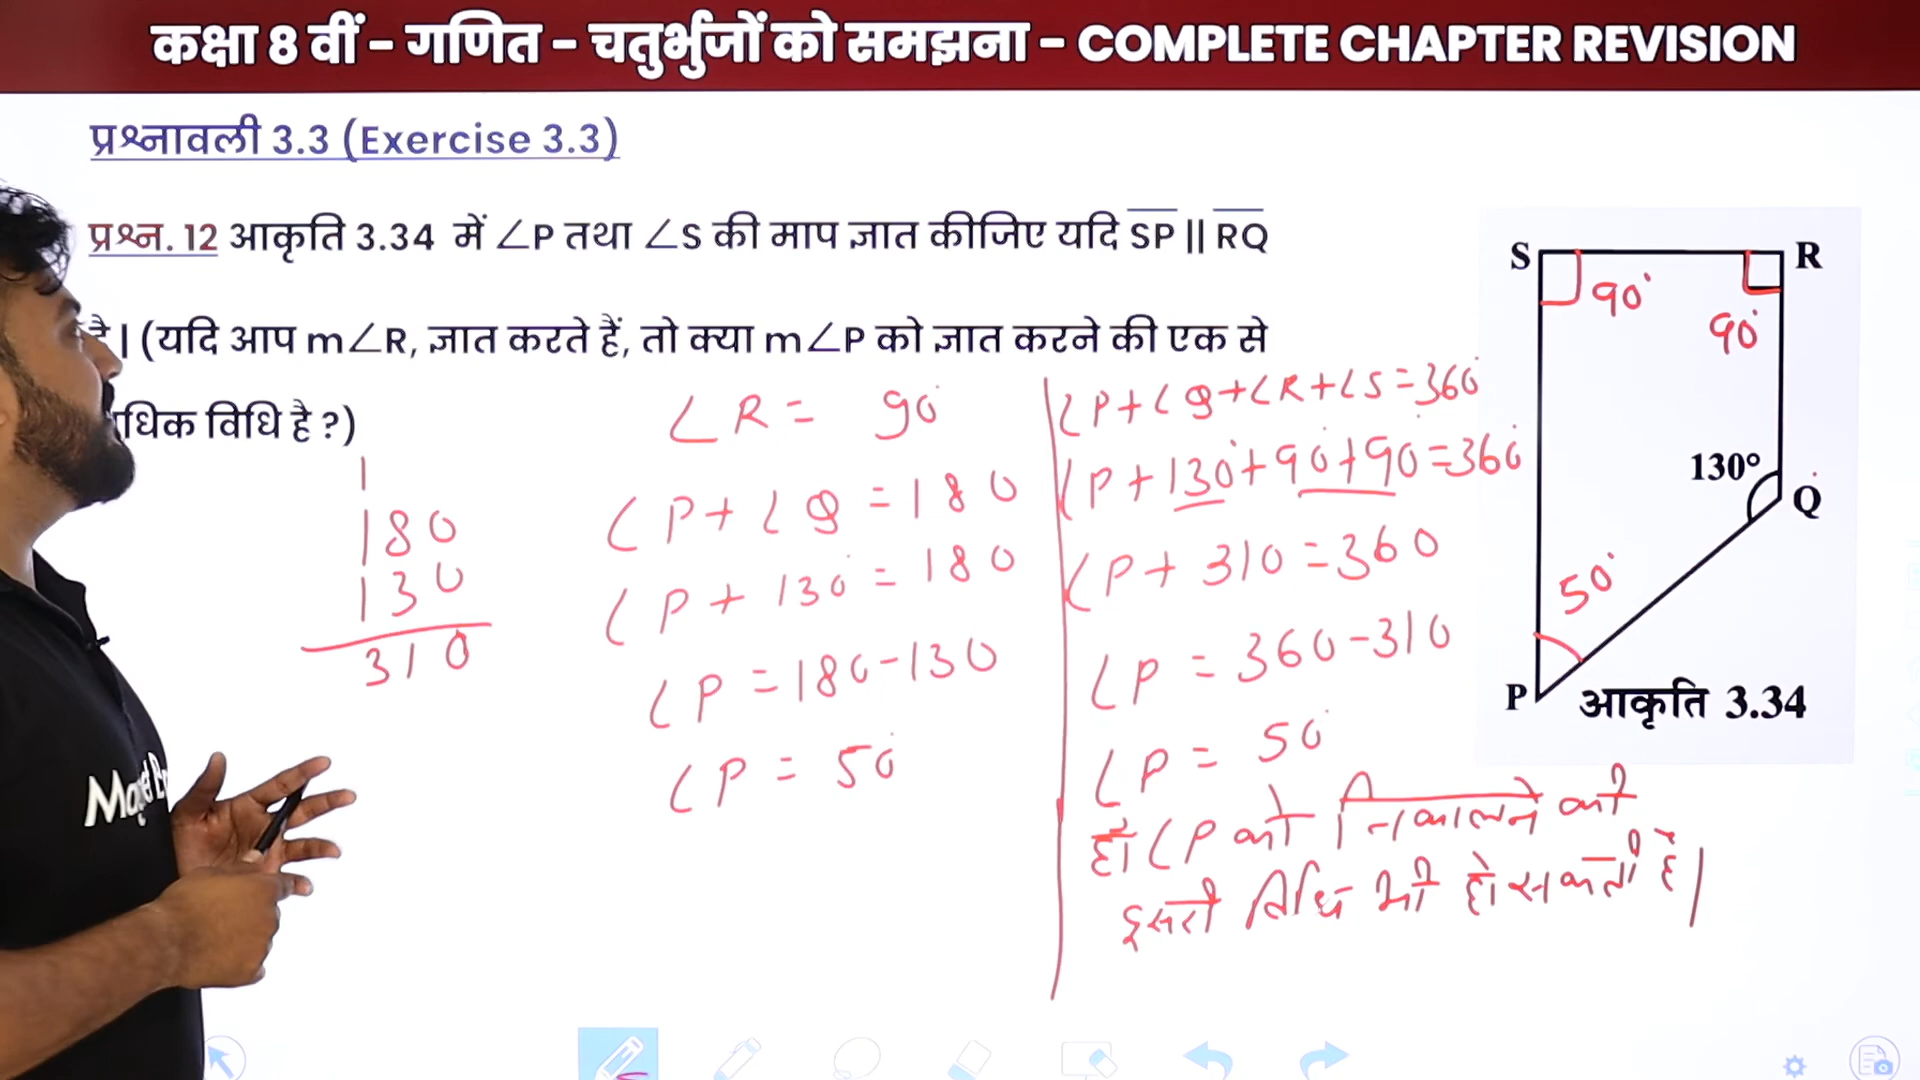 कक्षा 8 वीं – गणित – चतुर्भुजों को समझना – COMPLETE CHAPTER REVISION
प्रश्नावली 3.3 (Exercise 3.3)
प्रश्न. 12 आकृति 3.34 में ∠P तथा ∠S की माप ज्ञात कीजिए यदि SP || RQ
है | (यदि आप m∠R, ज्ञात करते हैं, तो क्या m∠P को ज्ञात करने की एक से
धिक विधि है ?)
1
180
130
310
∠R = 90°
∠P + ∠Q = 180
∠P + 130° = 180
∠P = 180-130
∠P = 50°
∠P+∠Q+∠R+∠S=360°
∠P + 130°+90°+90°=360°
∠P + 310 = 360
∠P = 360-310
∠P = 50°
हाँ ∠P को निकालने की
दूसरी विधि भी हो सकती है|
S
R
90°
90°
130°
Q
50°
P
आकृति 3.34